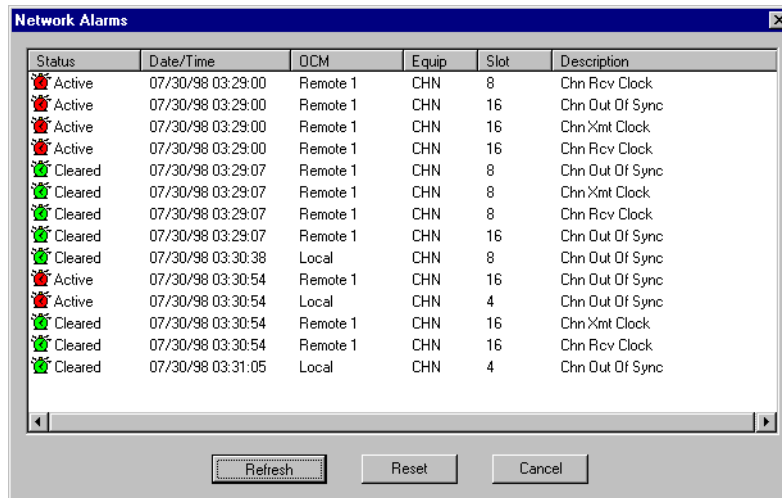 Network Alarms
Status Date/Time OCM Equip Slot Description
Active 07/30/98 03:29:00 Remote 1 CHN 8 Chn Rcv Clock
Active 07/30/98 03:29:00 Remote 1 CHN 16 Chn Out Of Sync
Active 07/30/98 03:29:00 Remote 1 CHN 16 Chn Xmt Clock
Active 07/30/98 03:29:00 Remote 1 CHN 16 Chn Rcv Clock
Cleared 07/30/98 03:29:07 Remote 1 CHN 8 Chn Out Of Sync
Cleared 07/30/98 03:29:07 Remote 1 CHN 8 Chn Xmt Clock
Cleared 07/30/98 03:29:07 Remote 1 CHN 8 Chn Rcv Clock
Cleared 07/30/98 03:29:07 Remote 1 CHN 16 Chn Out Of Sync
Cleared 07/30/98 03:30:38 Local CHN 8 Chn Out Of Sync
Active 07/30/98 03:30:54 Remote 1 CHN 16 Chn Out Of Sync
Active 07/30/98 03:30:54 Local CHN 4 Chn Out Of Sync
Cleared 07/30/98 03:30:54 Remote 1 CHN 16 Chn Xmt Clock
Cleared 07/30/98 03:30:54 Remote 1 CHN 16 Chn Rcv Clock
Cleared 07/30/98 03:31:05 Local CHN 4 Chn Out Of Sync
Refresh Reset Cancel